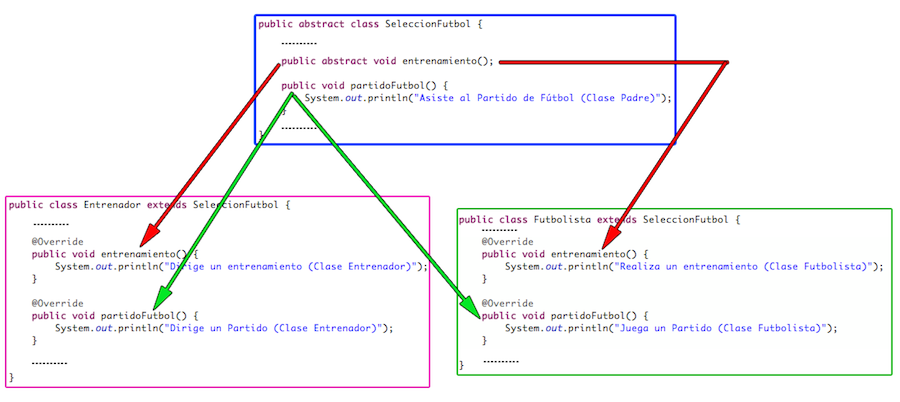 public abstract class SeleccionFutbol {
----------
public abstract void entrenamiento();
public void partidoFutbol() {
System.out.println("Asiste al Partido de Fútbol (Clase Padre)");
}
----------
}
public class Entrenador extends SeleccionFutbol {
----------
@Override
public void entrenamiento() {
System.out.println("Dirige un entrenamiento (Clase Entrenador)");
}
@Override
public void partidoFutbol() {
System.out.println("Dirige un Partido (Clase Entrenador)");
}
----------
}
public class Futbolista extends SeleccionFutbol {
----------
@Override
public void entrenamiento() {
System.out.println("Realiza un entrenamiento (Clase Futbolista)");
}
@Override
public void partidoFutbol() {
System.out.println("Juega un Partido (Clase Futbolista)");
}
----------
}